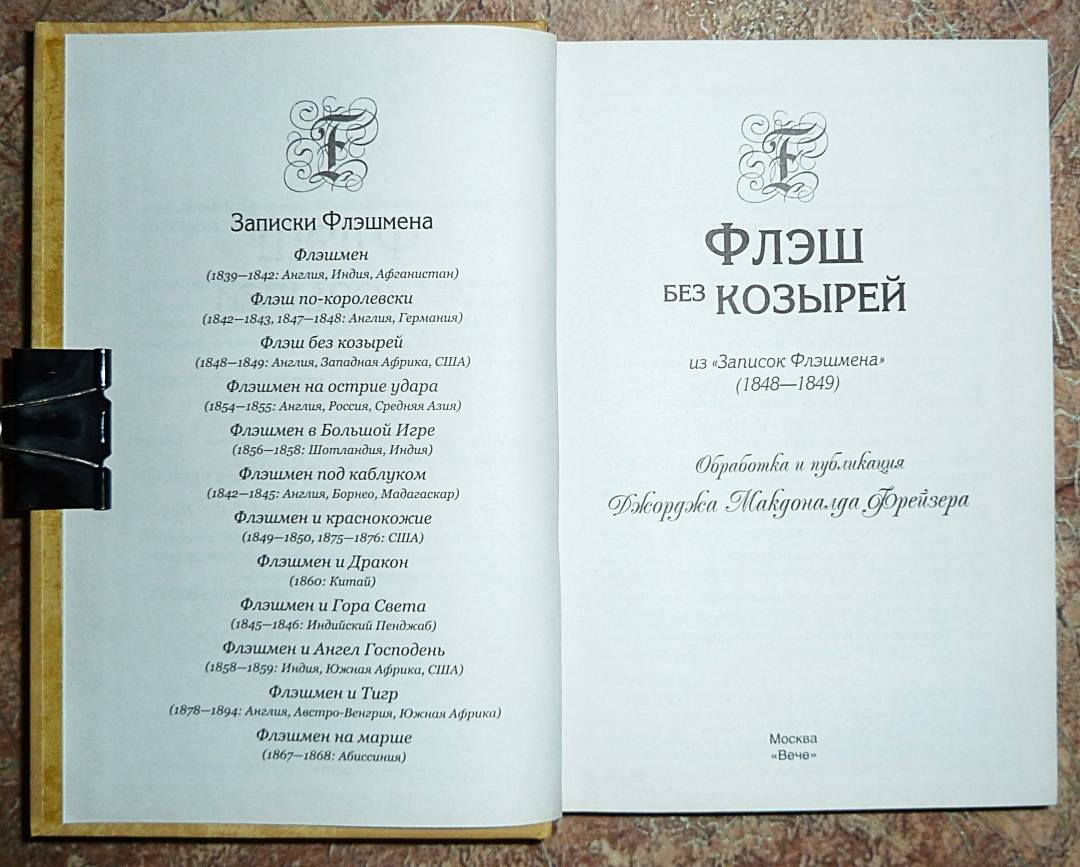 F
Записки Флэшмена
Флэшмен
(1839—1842: Англия, Индия, Афганистан)
Флэш по-королевски
(1842—1843, 1847—1848: Англия, Германия)
Флэш без козырей
(1848—1849: Англия, Западная Африка, США)
Флэшмен на острие удара
(1854—1855: Англия, Россия, Средняя Азия)
Флэшмен в Большой Игре
(1856—1858: Шотландия, Индия)
Флэшмен под каблуком
(1842—1845: Англия, Борнео, Мадагаскар)
Флэшмен и краснокожие
(1849—1850, 1875—1876: США)
Флэшмен и Дракон
(1860: Китай)
Флэшмен и Гора Света
(1845—1846: Индийский Пенджаб)
Флэшмен и Ангел Господень
(1858—1859: Индия, Южная Африка, США)
Флэшмен и Тигр
(1878—1894: Англия, Австро-Венгрия, Южная Африка)
Флэшмен на марше
(1867—1868: Абиссиния)
F
ФЛЭШ
БЕЗ КОЗЫРЕЙ
из «Записок Флэшмена»
(1848—1849)
Обработка и публикация
Джорджа Макдоналда Фрейзера
Москва
«Вече»